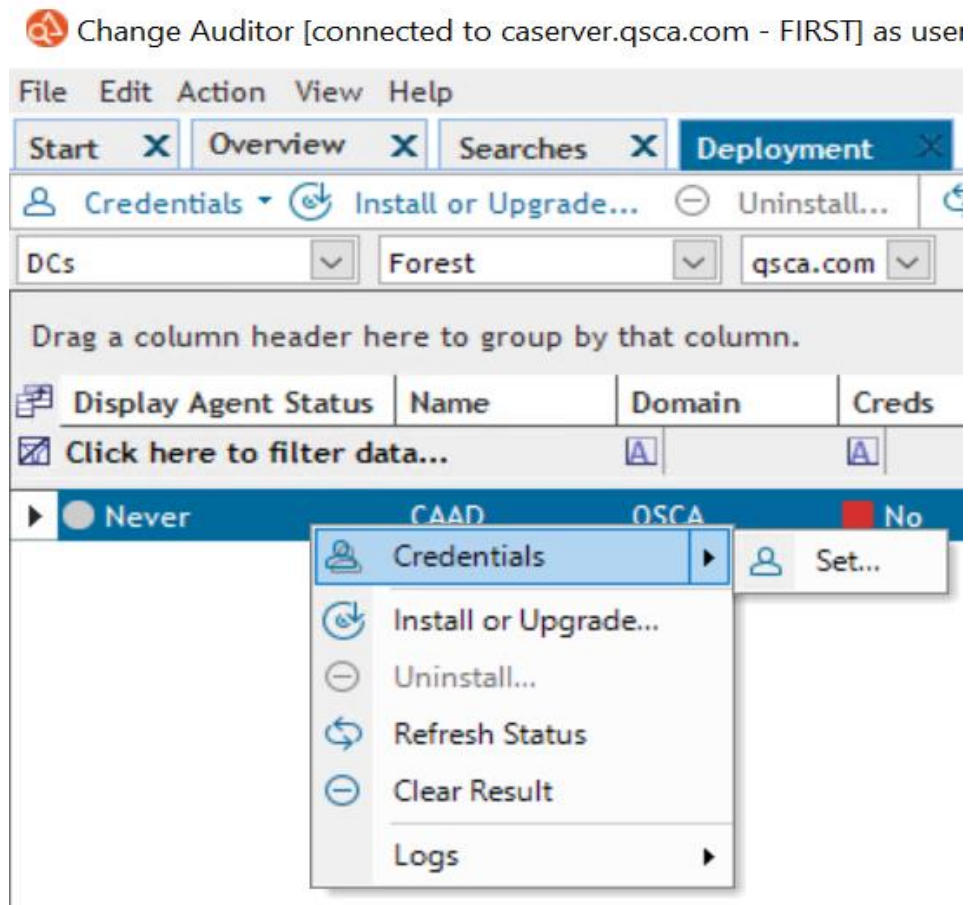 Change Auditor [connected to caserver.qsca.com - FIRST] as user
File Edit Action View Help
Start X Overview X Searches X Deployment X
Credentials Install or Upgrade... Uninstall...
DCs Forest qsca.com
Drag a column header here to group by that column.
Display Agent Status Name Domain Creds
Click here to filter data... A A
Never CAAD QSCA No
Credentials Set...
Install or Upgrade...
Uninstall...
Refresh Status
Clear Result
Logs